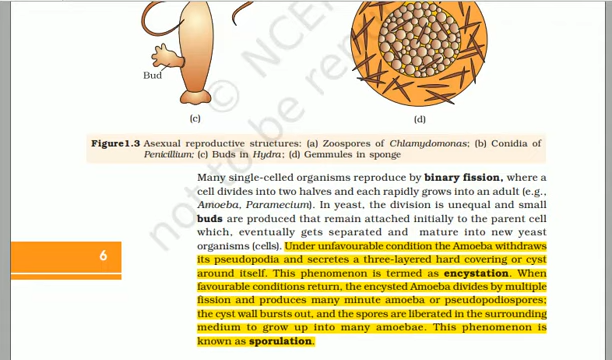 Bud
(c)
(d)
© NCER
not to be rep
Figure 1.3 Asexual reproductive structures: (a) Zoospores of Chlamydomonas; (b) Conidia of
Penicillium; (c) Buds in Hydra; (d) Gemmules in sponge
Many single-celled organisms reproduce by binary fission, where a
cell divides into two halves and each rapidly grows into an adult (e.g.,
Amoeba, Paramecium). In yeast, the division is unequal and small
buds are produced that remain attached initially to the parent cell
which, eventually gets separated and mature into new yeast
organisms (cells). Under unfavourable condition the Amoeba withdraws
its pseudopodia and secretes a three-layered hard covering or cyst
around itself. This phenomenon is termed as encystation. When
favourable conditions return, the encysted Amoeba divides by multiple
fission and produces many minute amoeba or pseudopodiospores;
the cyst wall bursts out, and the spores are liberated in the surrounding
medium to grow up into many amoebae. This phenomenon is
known as sporulation.
6